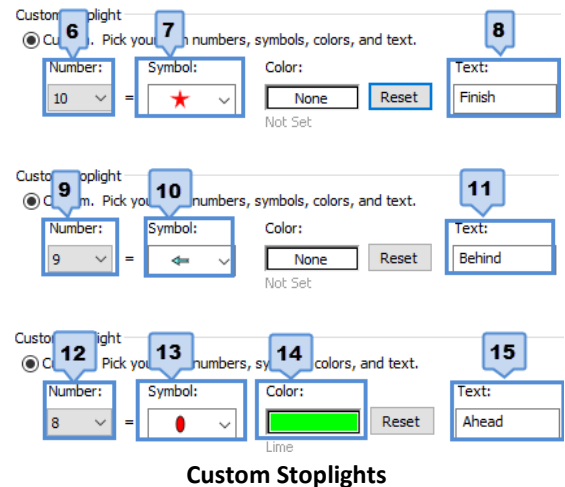 Custom Stoplight
6 7 8
Custom. Pick your own numbers, symbols, colors, and text.
Number: Symbol: Color: Text:
10 = None Reset Finish
Not Set
Custom Stoplight
9 10 11
Custom. Pick your own numbers, symbols, colors, and text.
Number: Symbol: Color: Text:
9 = None Reset Behind
Not Set
Custom Stoplight
12 13 14 15
Custom. Pick your own numbers, symbols, colors, and text.
Number: Symbol: Color: Text:
8 = Reset Ahead
Lime
Custom Stoplights